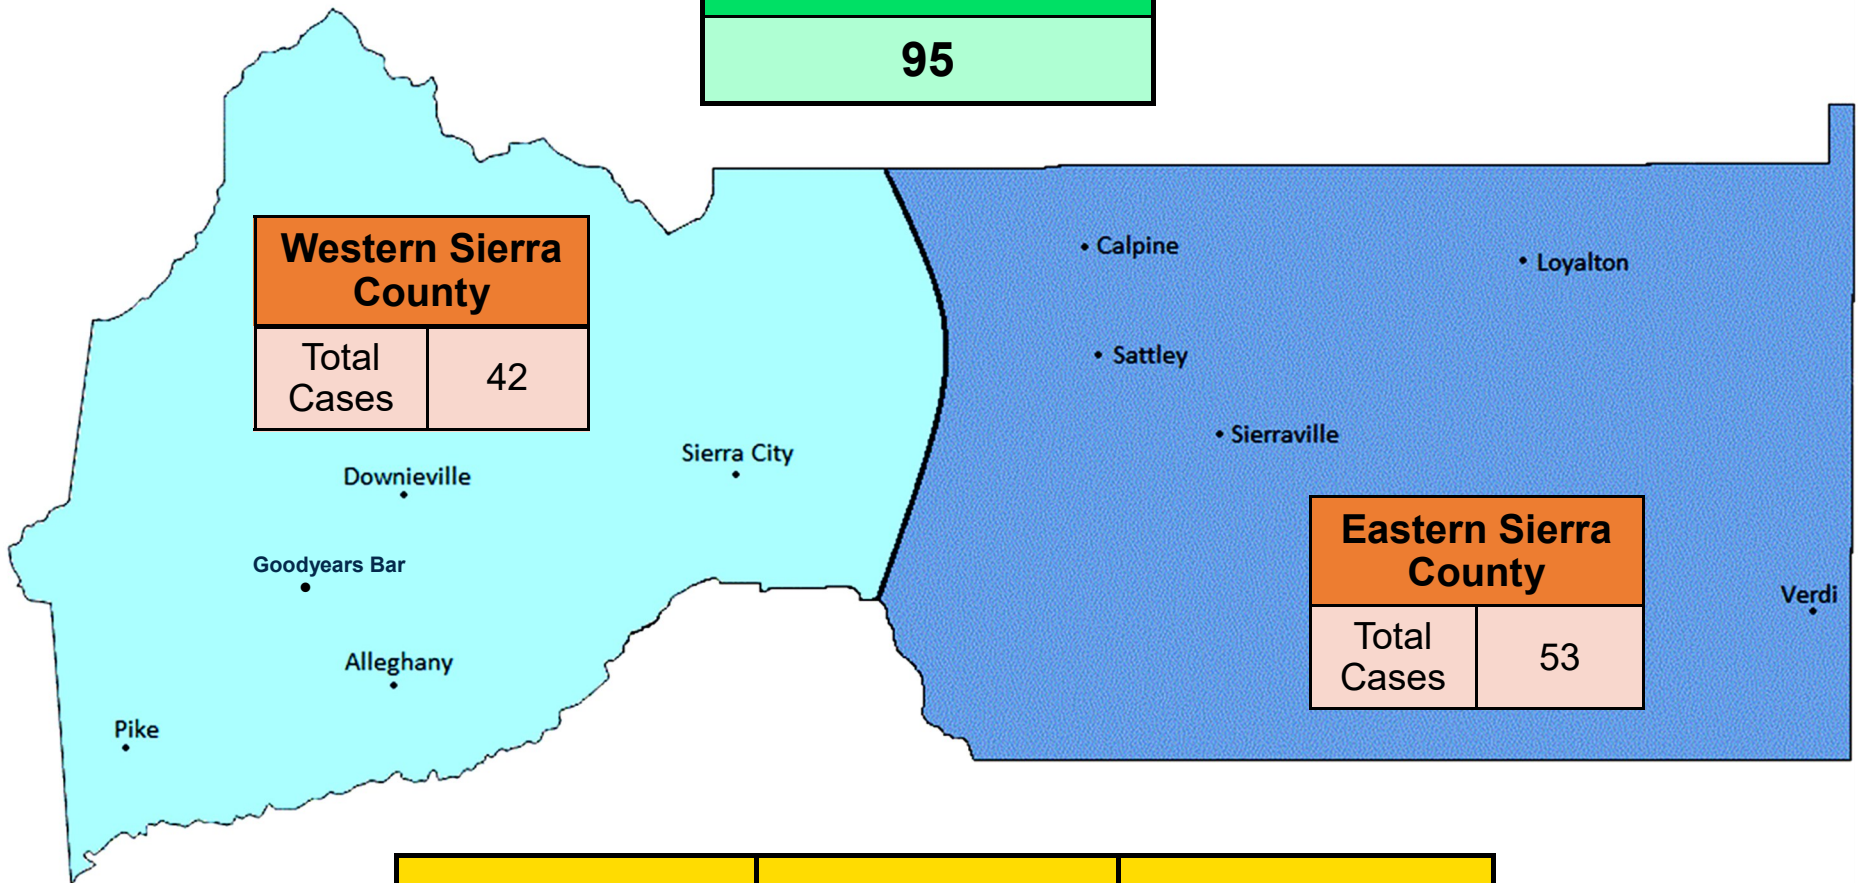 95
Western Sierra
County
Total
Cases
42
Calpine
Loyalton
Sattley
Sierraville
Sierra City
Downieville
Goodyears Bar
Alleghany
Pike
Eastern Sierra
County
Total
Cases
53
Verdi